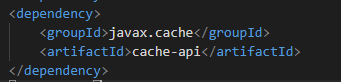 <dependency>
<groupId>javax.cache</groupId>
<artifactId>cache-api</artifactId>
</dependency>